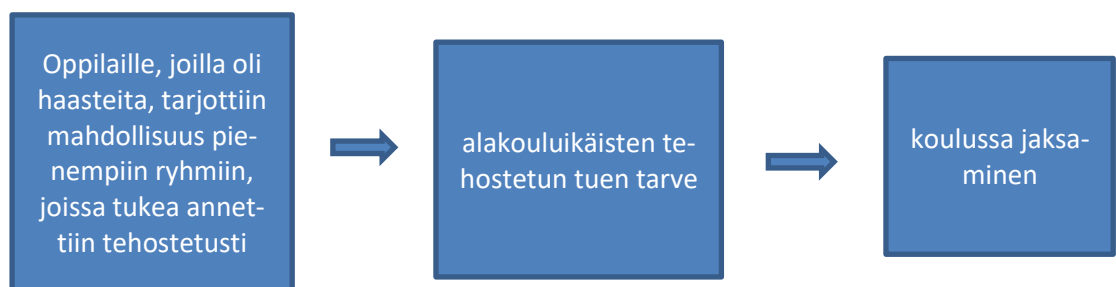 Oppilaille, joilla oli
haasteita, tarjottiin
mahdollisuus pie-
nempiin ryhmiin,
joissa tukea annet-
tiin tehostetusti
alakouluikäisten te-
hostetun tuen tarve
koulussa jaksa-
minen